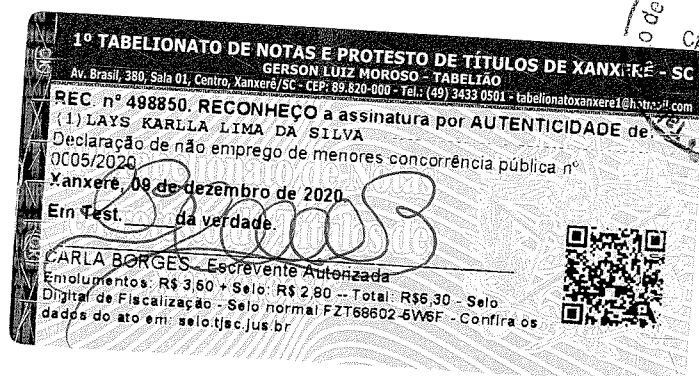 1º TABELIONATO DE NOTAS E PROTESTO DE TÍTULOS DE XANXERÊ - SC
GERSON LUIZ MOROSO - TABELIÃO
Av. Brasil, 380, Sala 01, Centro, Xanxerê/SC - CEP: 89.820-000 - Tel.: (49) 3433 0501 - tabelionatoxanxere1@hotmail.com
REC. nº 498850. RECONHEÇO a assinatura por AUTENTICIDADE de:
(1) LAYS KARLLA LIMA DA SILVA
Declaração de não emprego de menores concorrência pública nº
0005/2020
Xanxerê, 09 de dezembro de 2020.
Em Test. ____ da verdade.
CARLA BORGES - Escrevente Autorizada
Emolumentos: R$ 3,50 + Selo: R$ 2,80 -- Total: R$6,30 - Selo
Digital de Fiscalização - Selo normal FZT68602-5W6F - Confira os
dados do ato em: selo.tjsc.jus.br